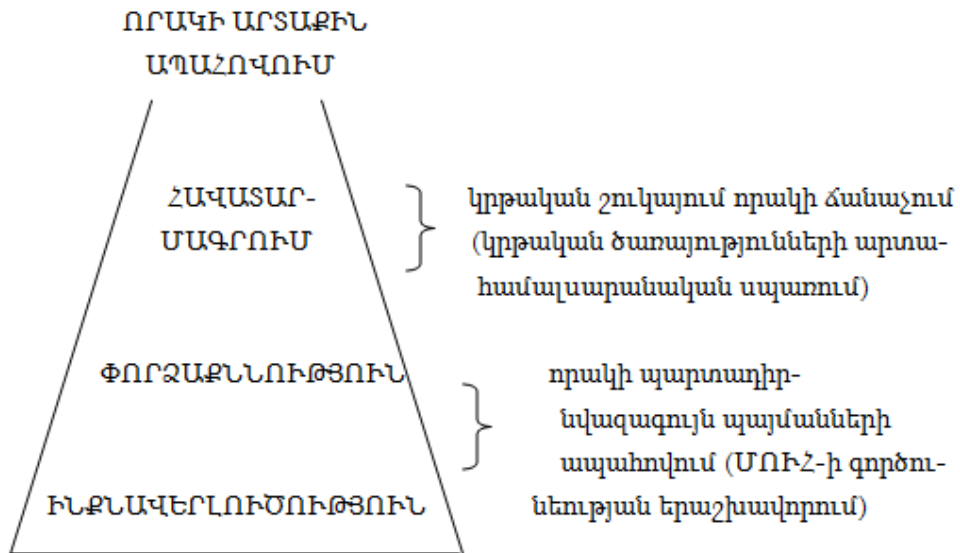 ՈՐԱԿԻ ԱՐՏԱՔԻՆ
ԱՊԱՀՈՎՈՒՄ
ՀԱՎԱՏԱՐ-
ՄԱԳՐՈՒՄ
կրթական շուկայում որակի ճանաչում
(կրթական ծառայությունների արտա-
համալսարանական սպառում)
ՓՈՐՁԱՔՆՆՈՒԹՅՈՒՆ
որակի պարտադիր-
նվազագույն պայմանների
ապահովում (ՄՈՒՀ-ի գործու-
նեության երաշխավորում)
ԻՆՔՆԱՎԵՐԼՈՒԾՈՒԹՅՈՒՆ